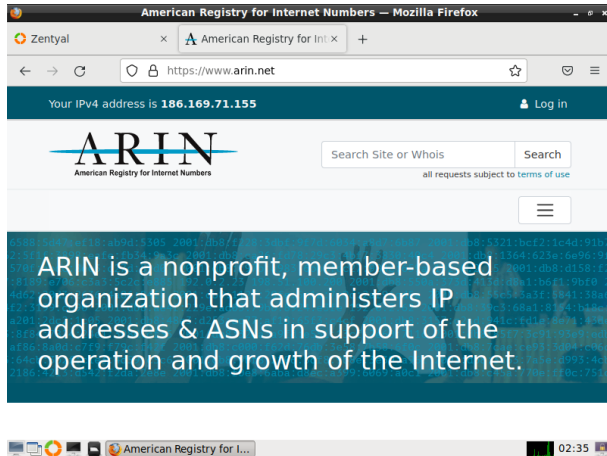 American Registry for Internet Numbers — Mozilla Firefox
Zentyal
American Registry for Int
https://www.arin.net
Your IPv4 address is 186.169.71.155
Log in
ARIN
American Registry for Internet Numbers
Search Site or Whois
Search
all requests subject to terms of use
ARIN is a nonprofit, member-based
organization that administers IP
addresses & ASNs in support of the
operation and growth of the Internet.
American Registry for I...
02:35